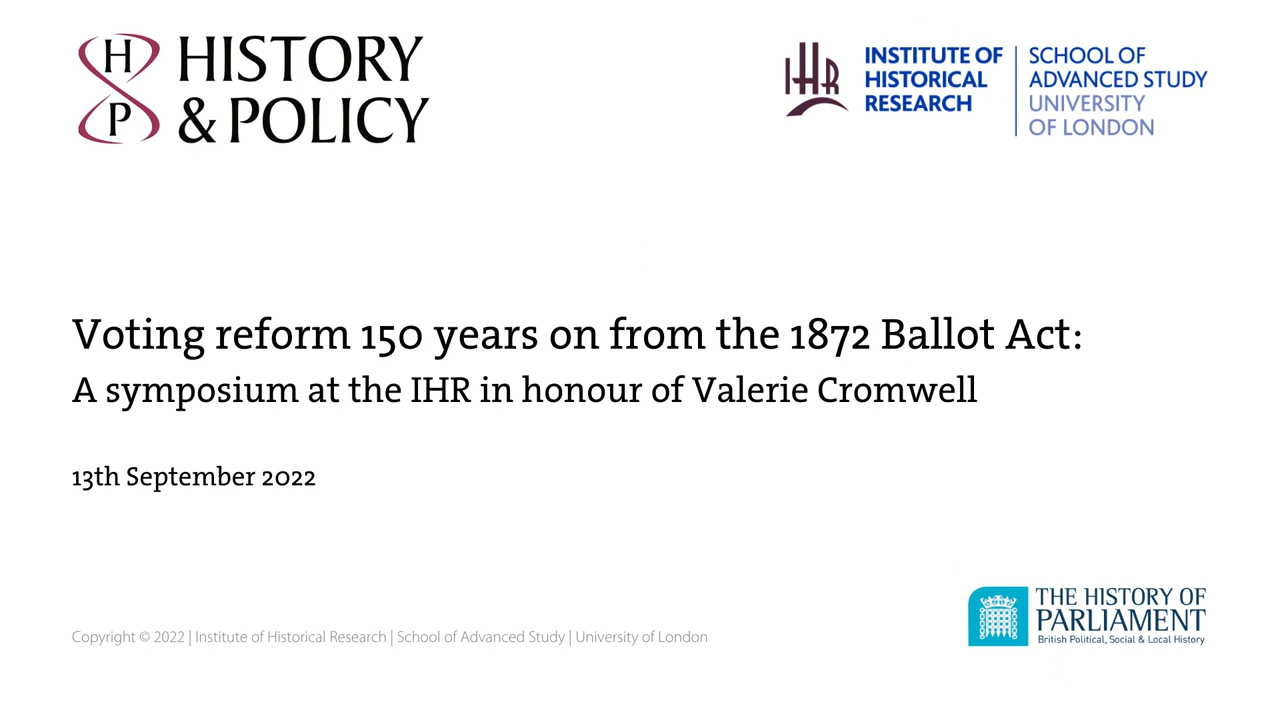 H
P
HISTORY
& POLICY
IHR
INSTITUTE OF
HISTORICAL
RESEARCH
SCHOOL OF
ADVANCED STUDY
UNIVERSITY
OF LONDON
Voting reform 150 years on from the 1872 Ballot Act:
A symposium at the IHR in honour of Valerie Cromwell
13th September 2022
THE HISTORY OF
PARLIAMENT
British Political, Social & Local History
Copyright © 2022 | Institute of Historical Research | School of Advanced Study | University of London